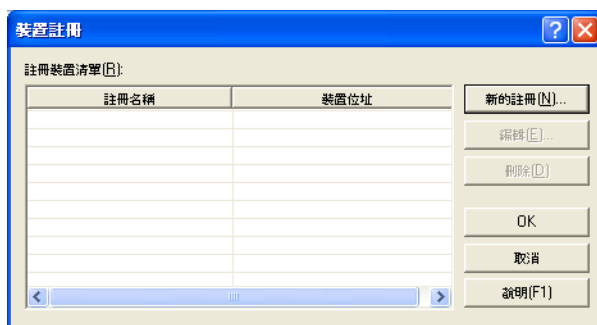 裝置註冊
註冊裝置清單(R):
註冊名稱 裝置位址
新的註冊(N)...
編輯(E)...
刪除(D)
OK
取消
說明(F1)